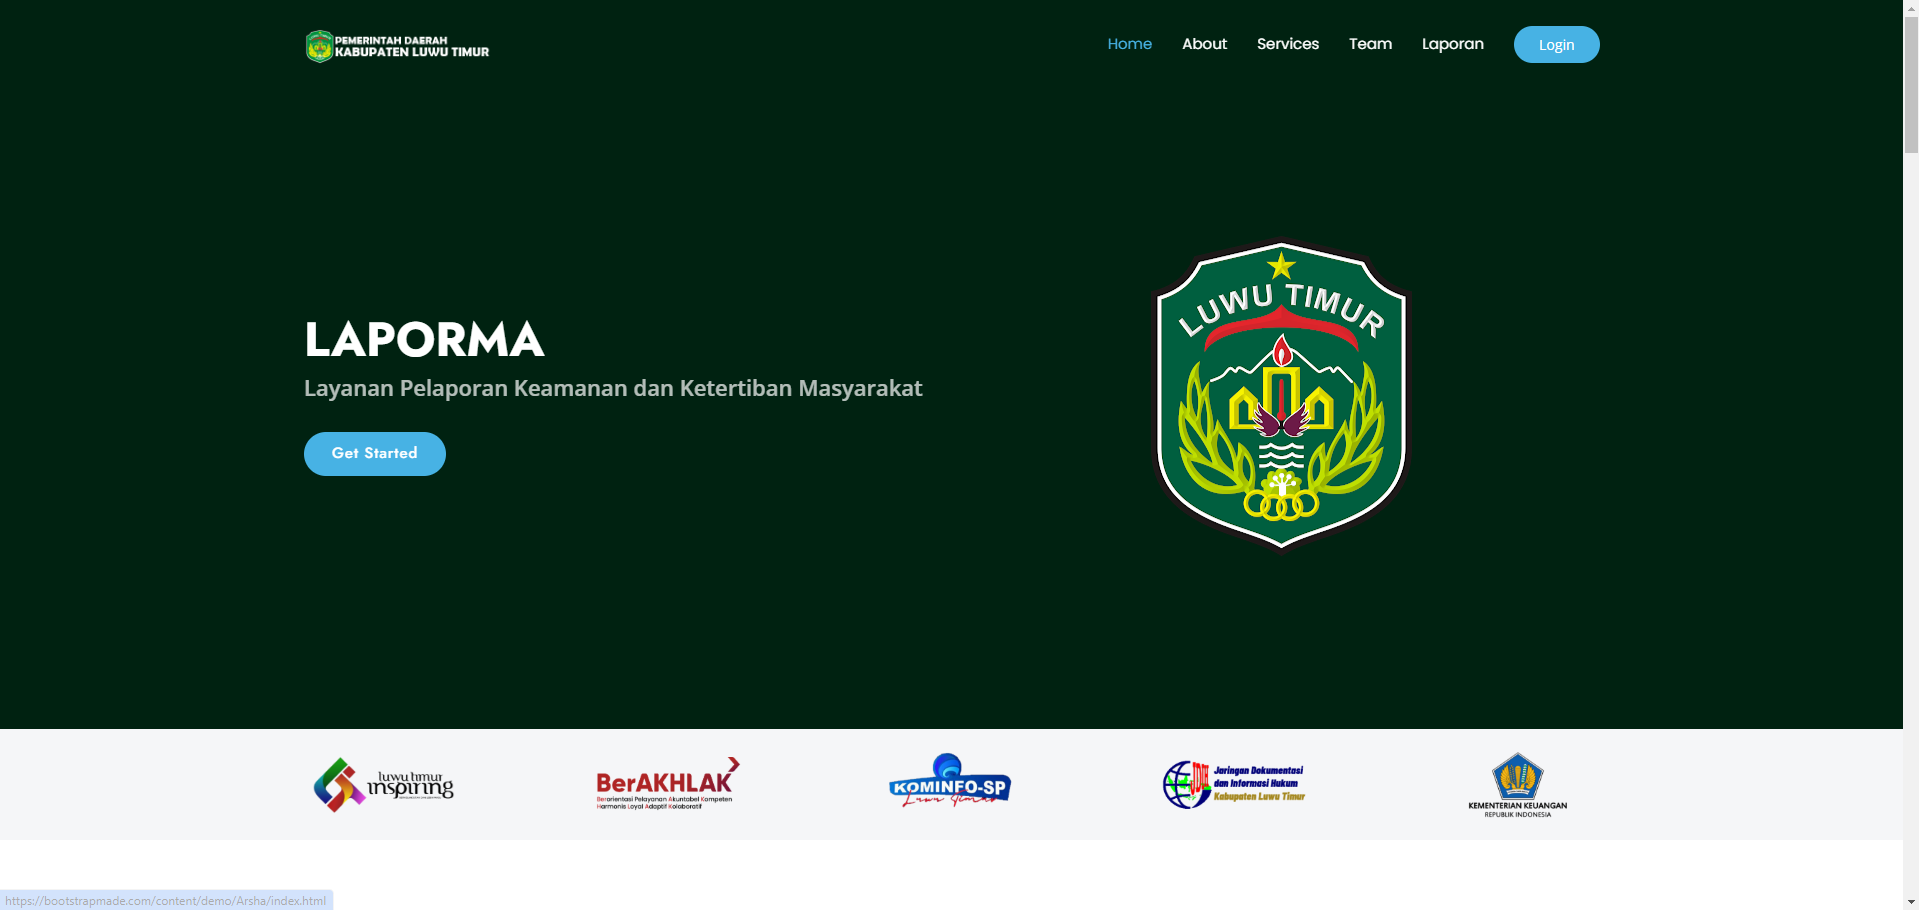 PEMERINTAH DAERAH
KABUPATEN LUWU TIMUR
Home
About
Services
Team
Laporan
Login
LAPORMA
Layanan Pelaporan Keamanan dan Ketertiban Masyarakat
Get Started
LUWU TIMUR
luwu timur
inspiring
BerAKHLAK
Berorientasi Pelayanan Akuntabel Kompeten
Harmonis Loyal Adaptif Kolaboratif
KOMINFO-SP
Luwu Timur
JDIH
Jaringan Dokumentasi
dan Informasi Hukum
Kabupaten Luwu Timur
KEMENTERIAN KEUANGAN
REPUBLIK INDONESIA
https://bootstrapmade.com/content/demo/Arsha/index.html